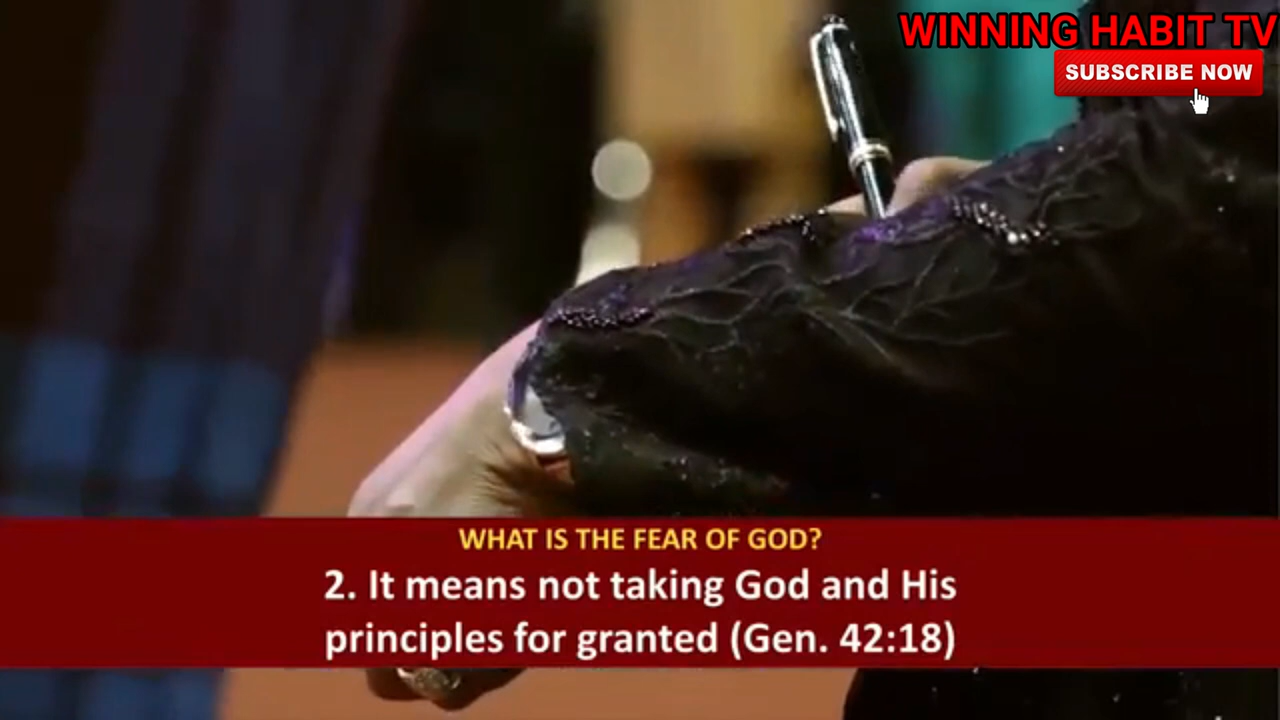 WINNING HABIT TV
SUBSCRIBE NOW
WHAT IS THE FEAR OF GOD?
2. It means not taking God and His
principles for granted (Gen. 42:18)